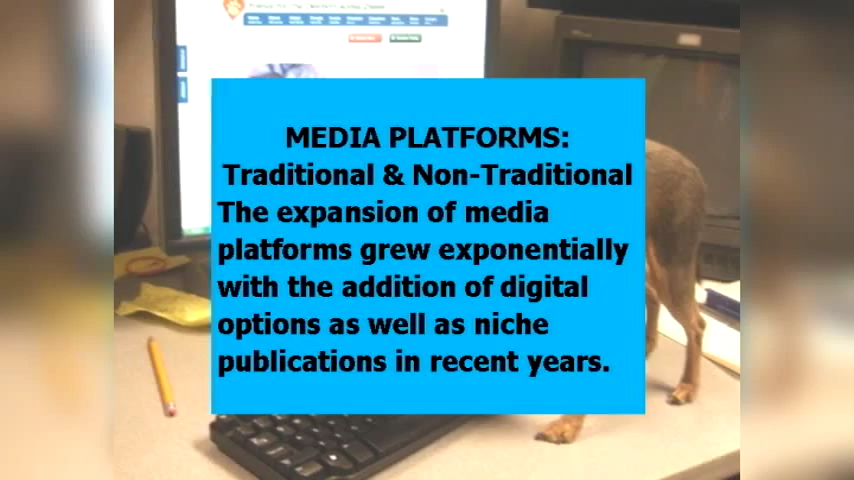 MEDIA PLATFORMS:
Traditional & Non-Traditional
The expansion of media
platforms grew exponentially
with the addition of digital
options as well as niche
publications in recent years.